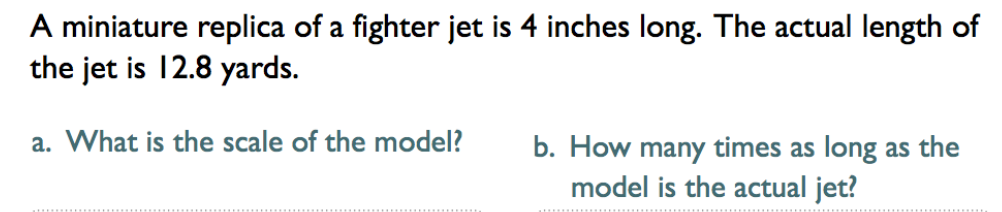 A miniature replica of a fighter jet is 4 inches long. The actual length of
the jet is 12.8 yards.
a. What is the scale of the model?
b. How many times as long as the
model is the actual jet?